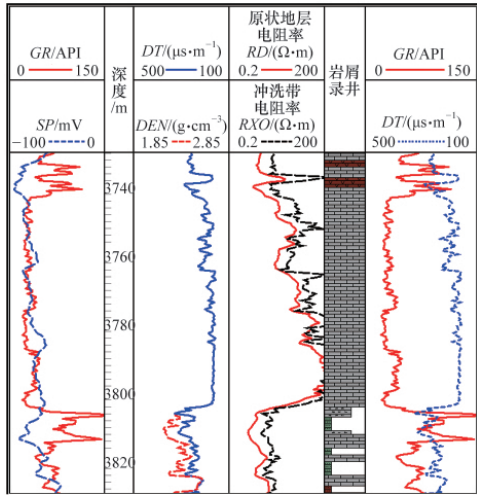 GR/API
0 150
SP/mV
−100 0
深度/m
DT/(μs·m⁻¹)
500 100
DEN/(g·cm⁻³)
1.85 2.85
原状地层
电阻率
RD/(Ω·m)
0.2 200
冲洗带
电阻率
RXO/(Ω·m)
0.2 200
岩屑录井
GR/API
0 150
DT/(μs·m⁻¹)
500 100
3740
3760
3780
3800
3820